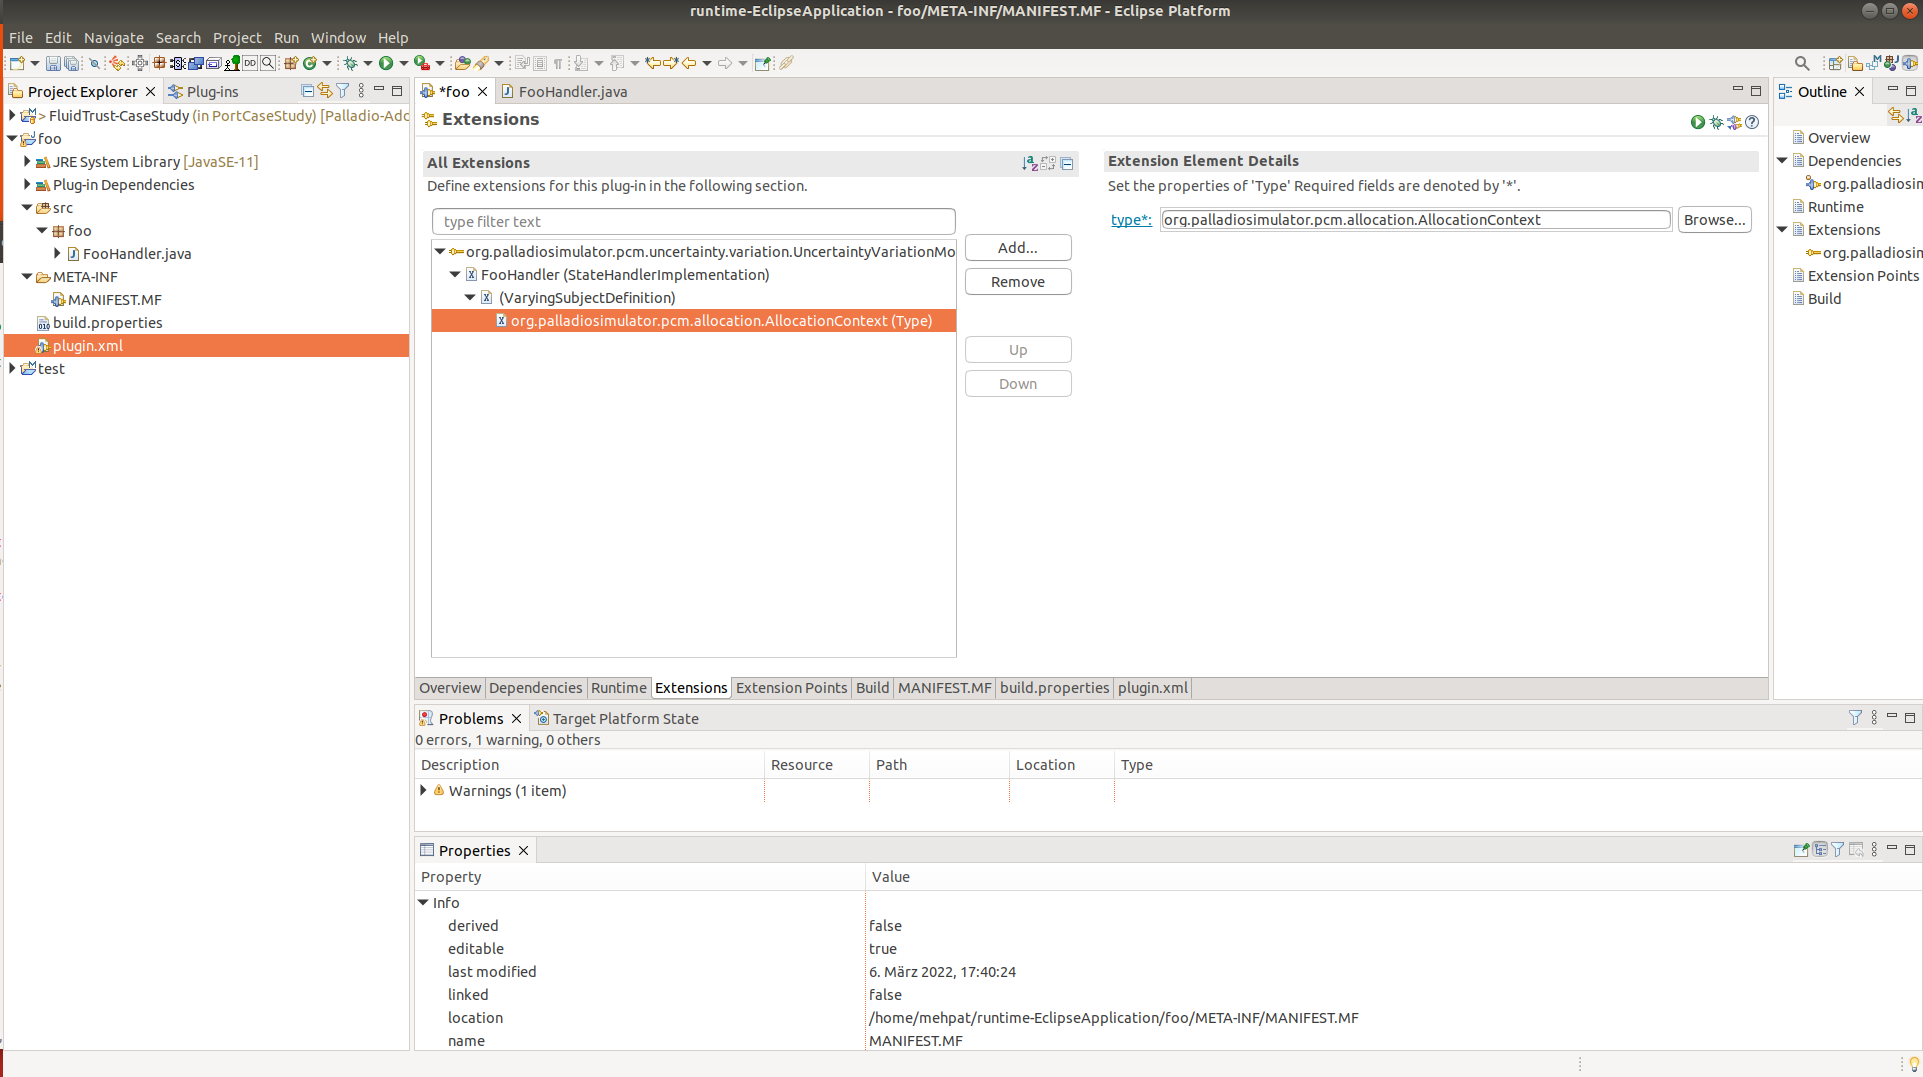 runtime-EclipseApplication - foo/META-INF/MANIFEST.MF - Eclipse Platform
File Edit Navigate Search Project Run Window Help
Project Explorer
Plug-ins
> FluidTrust-CaseStudy (in PortCaseStudy) [Palladio-Add
foo
JRE System Library [JavaSE-11]
Plug-in Dependencies
src
foo
FooHandler.java
META-INF
MANIFEST.MF
build.properties
plugin.xml
test
*foo
FooHandler.java
Extensions
All Extensions
Define extensions for this plug-in in the following section.
type filter text
org.palladiosimulator.pcm.uncertainty.variation.UncertaintyVariationMo
FooHandler (StateHandlerImplementation)
(VaryingSubjectDefinition)
org.palladiosimulator.pcm.allocation.AllocationContext (Type)
Add...
Remove
Up
Down
Extension Element Details
Set the properties of 'Type' Required fields are denoted by '*'.
type*: org.palladiosimulator.pcm.allocation.AllocationContext Browse...
Overview Dependencies Runtime Extensions Extension Points Build MANIFEST.MF build.properties plugin.xml
Outline
Overview
Dependencies
org.palladiosim
Runtime
Extensions
org.palladiosim
Extension Points
Build
Problems
Target Platform State
0 errors, 1 warning, 0 others
Description Resource Path Location Type
Warnings (1 item)
Properties
Property Value
Info
derived false
editable true
last modified 6. März 2022, 17:40:24
linked false
location /home/mehpat/runtime-EclipseApplication/foo/META-INF/MANIFEST.MF
name MANIFEST.MF